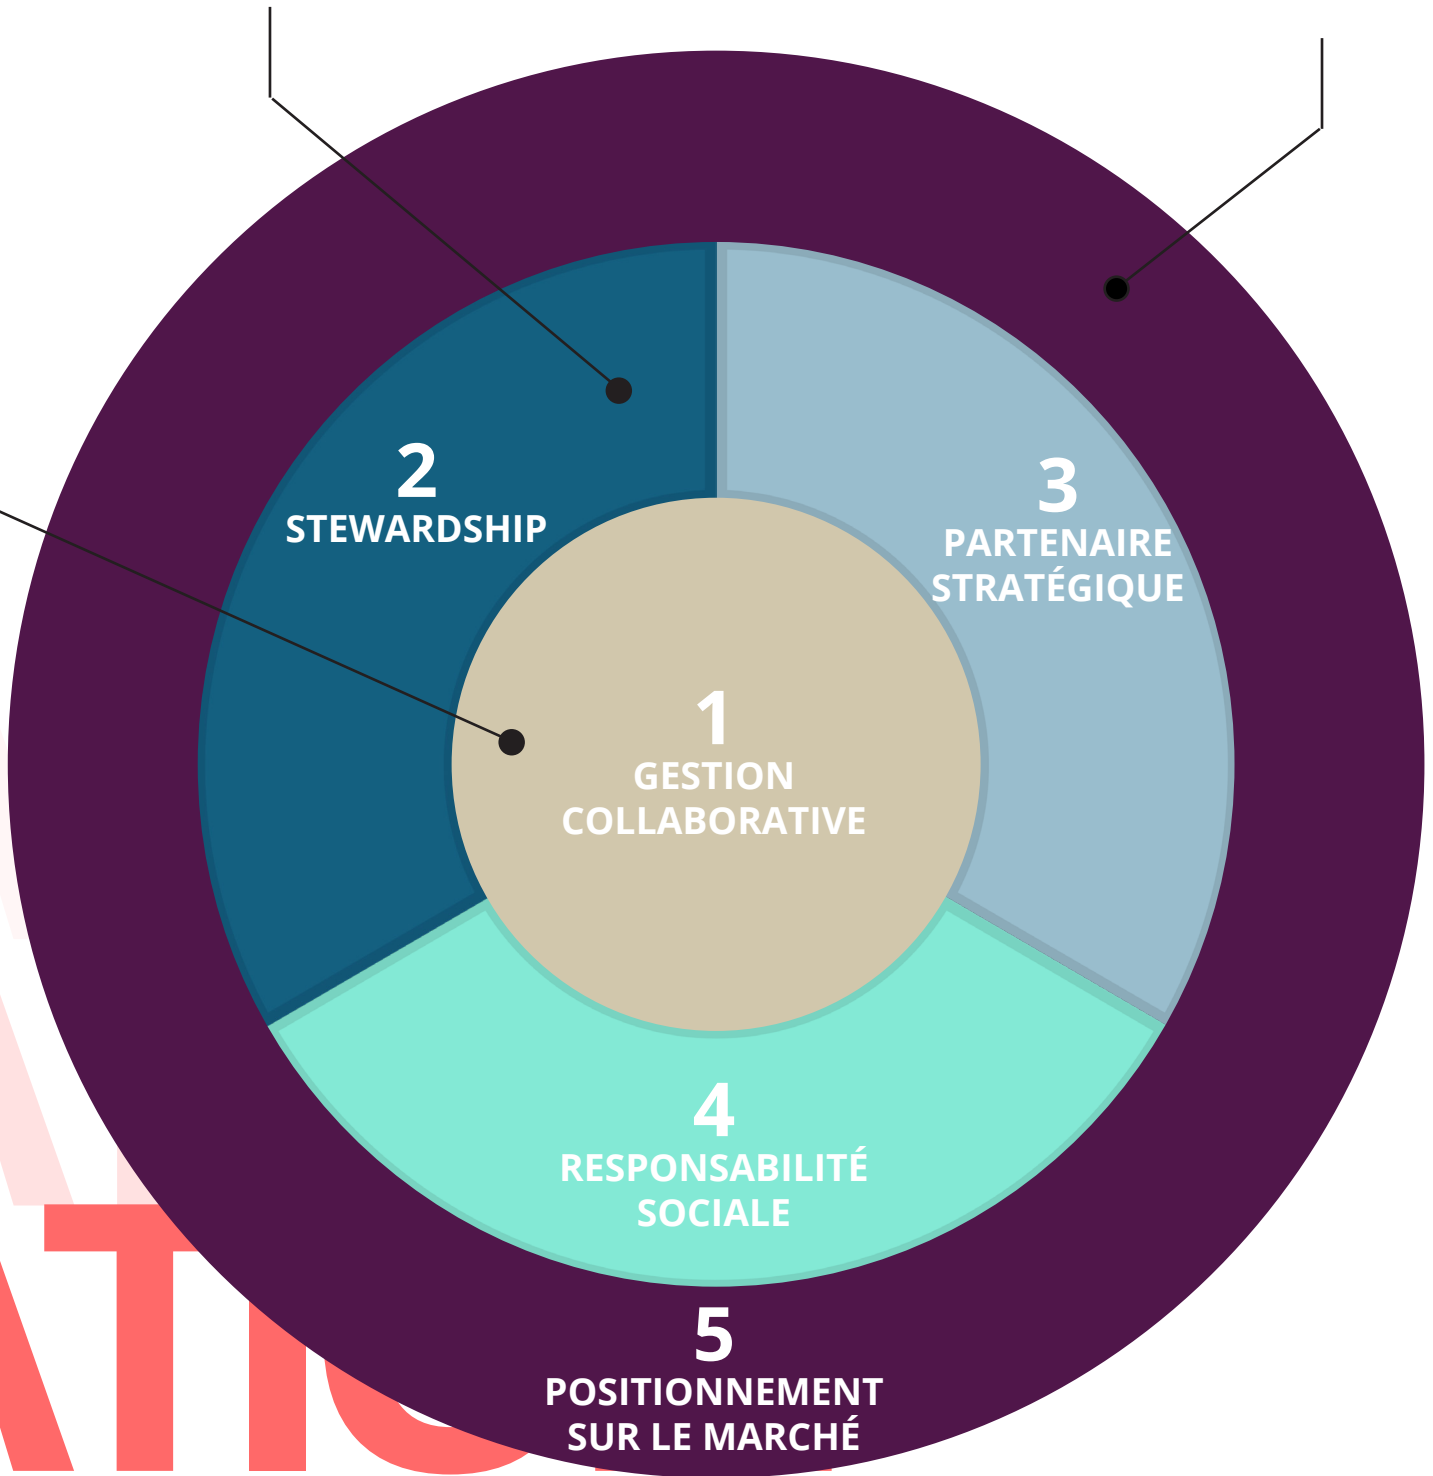 2
STEWARDSHIP
3
PARTENAIRE
STRATÉGIQUE
1
GESTION
COLLABORATIVE
4
RESPONSABILITÉ
SOCIALE
5
POSITIONNEMENT
SUR LE MARCHÉ